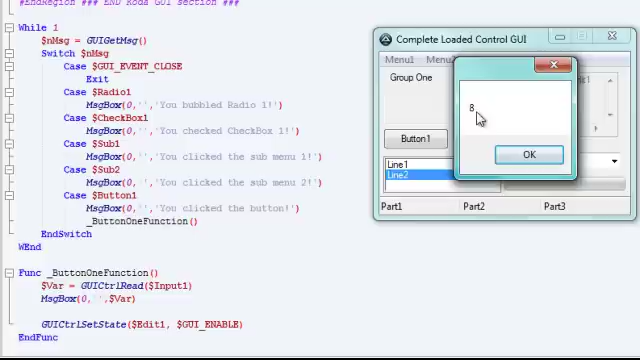 #EndRegion ### END Koda GUI section ###
While 1
$nMsg = GUIGetMsg()
Switch $nMsg
Case $GUI_EVENT_CLOSE
Exit
Case $Radio1
MsgBox(0,'','You bubbled Radio 1!')
Case $CheckBox1
MsgBox(0,'','You checked CheckBox 1!')
Case $Sub1
MsgBox(0,'','You clicked the sub menu 1!')
Case $Sub2
MsgBox(0,'','You clicked the sub menu 2!')
Case $Button1
MsgBox(0,'','You clicked the button!')
_ButtonOneFunction()
EndSwitch
WEnd
Func _ButtonOneFunction()
$Var = GUICtrlRead($Input1)
MsgBox(0,'',$Var)
GUICtrlSetState($Edit1, $GUI_ENABLE)
EndFunc
Complete Loaded Control GUI
Menu1
Group One
8
Button1
OK
Line1
Line2
Part1 Part2 Part3